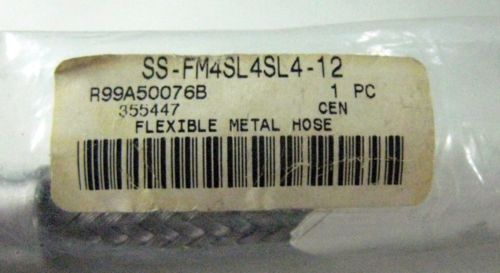 SS-FM4SL4SL4-12
R99A50076B 1 PC
355447 CEN
FLEXIBLE METAL HOSE